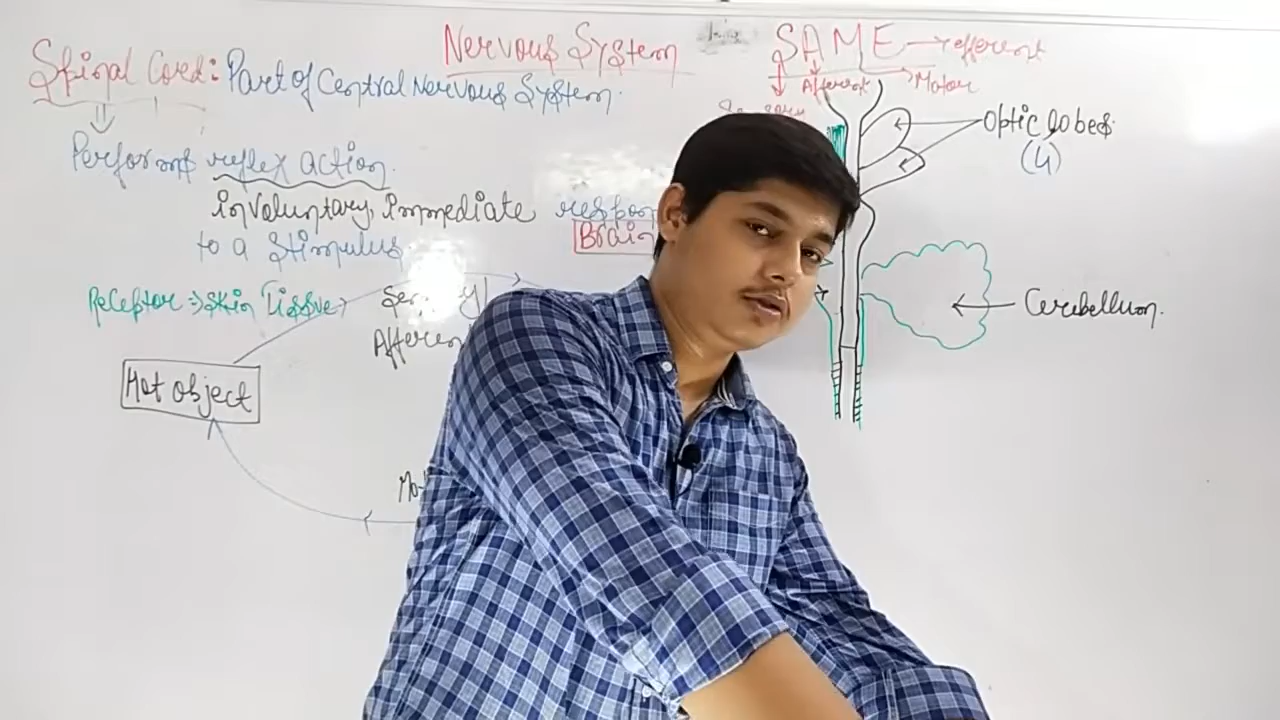 Nervous System
SAME → efferent
Afferent
Motor
Spinal Cord: Part of Central Nervous System.
Optic lobes
(4)
Performs reflex action.
involuntary, Immediate
to a stimulus
Brain
Receptor → Skin Tissue
Cerebellum.
Hot object